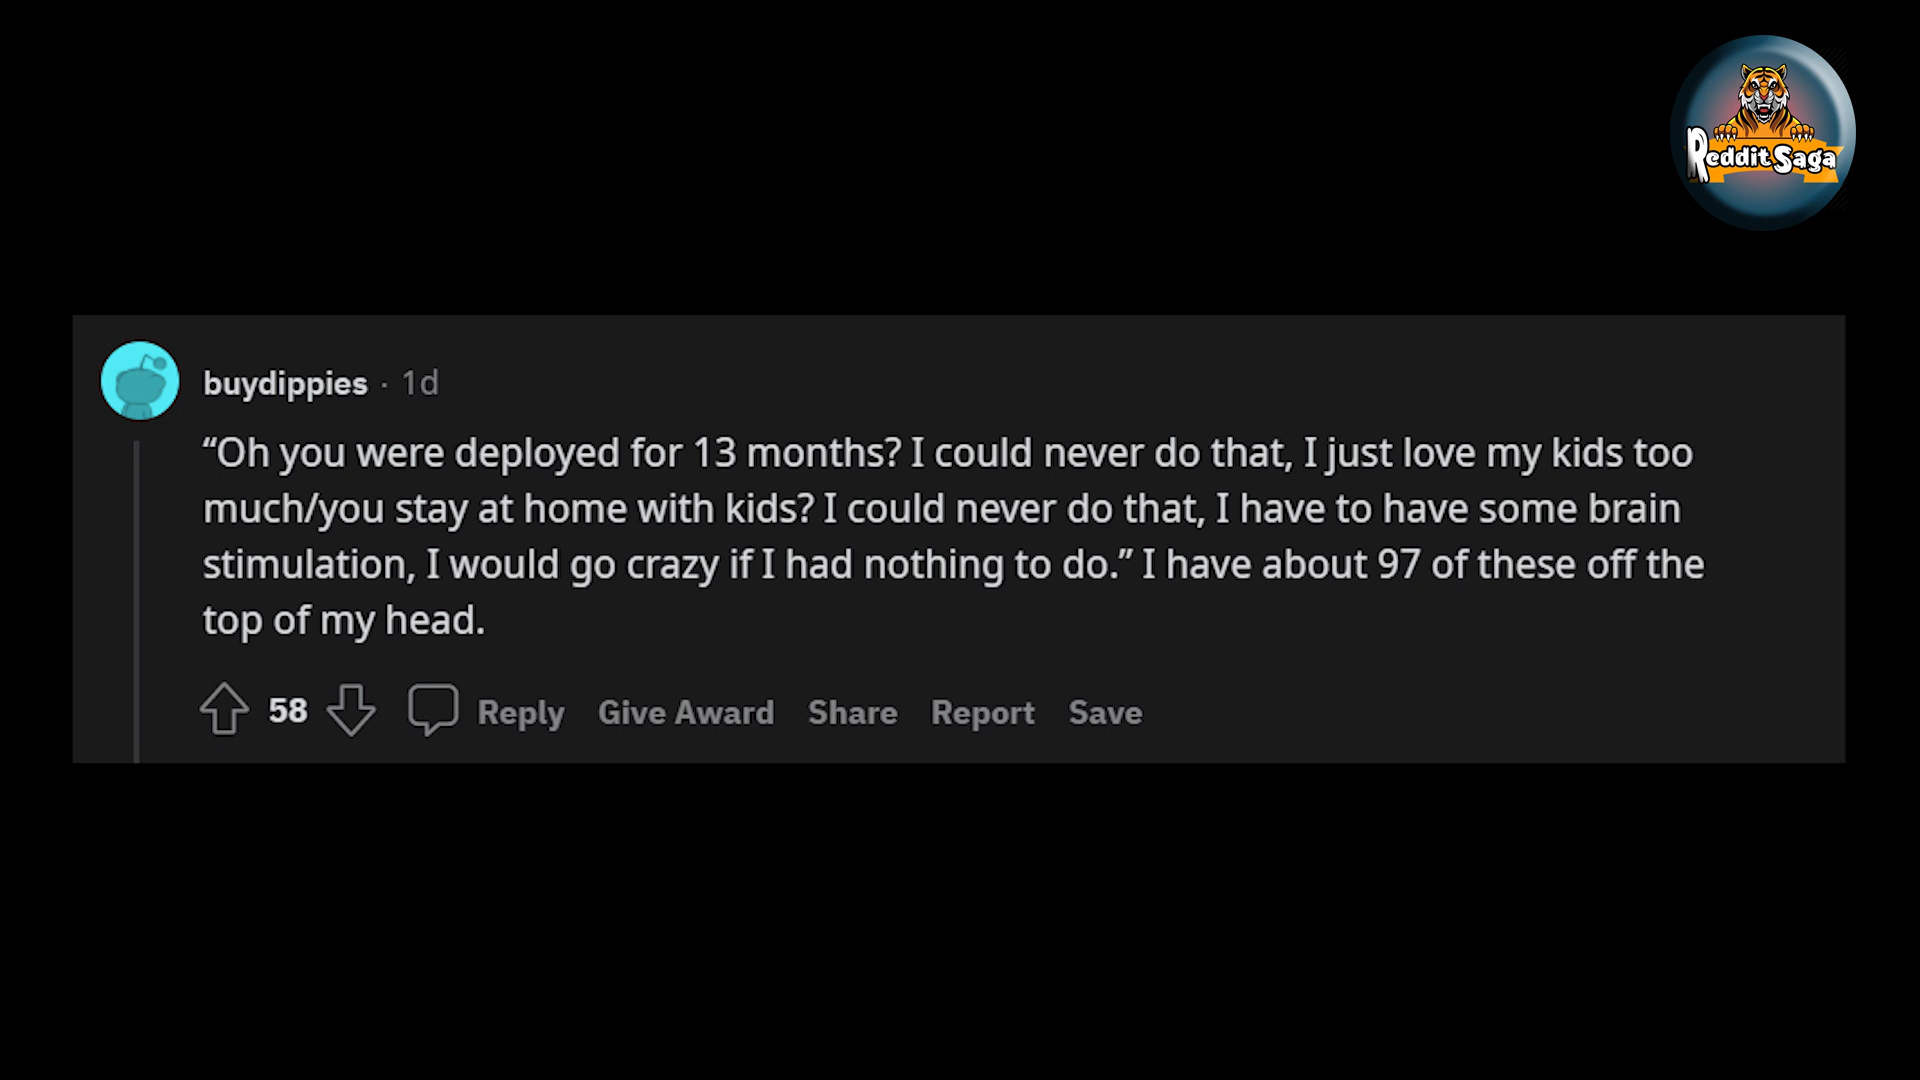 Reddit Saga
buydippies · 1d
“Oh you were deployed for 13 months? I could never do that, I just love my kids too
much/you stay at home with kids? I could never do that, I have to have some brain
stimulation, I would go crazy if I had nothing to do.” I have about 97 of these off the
top of my head.
58 Reply Give Award Share Report Save